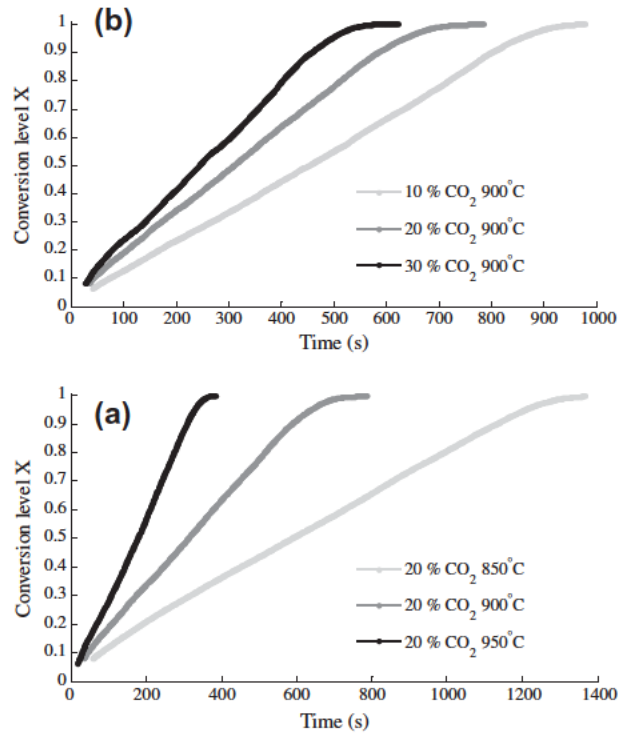 (b)
Conversion level X
1
0.9
0.8
0.7
0.6
0.5
0.4
0.3
0.2
0.1
0
10 % CO₂ 900°C
20 % CO₂ 900°C
30 % CO₂ 900°C
0 100 200 300 400 500 600 700 800 900 1000
Time (s)
(a)
Conversion level X
1
0.9
0.8
0.7
0.6
0.5
0.4
0.3
0.2
0.1
0
20 % CO₂ 850°C
20 % CO₂ 900°C
20 % CO₂ 950°C
0 200 400 600 800 1000 1200 1400
Time (s)